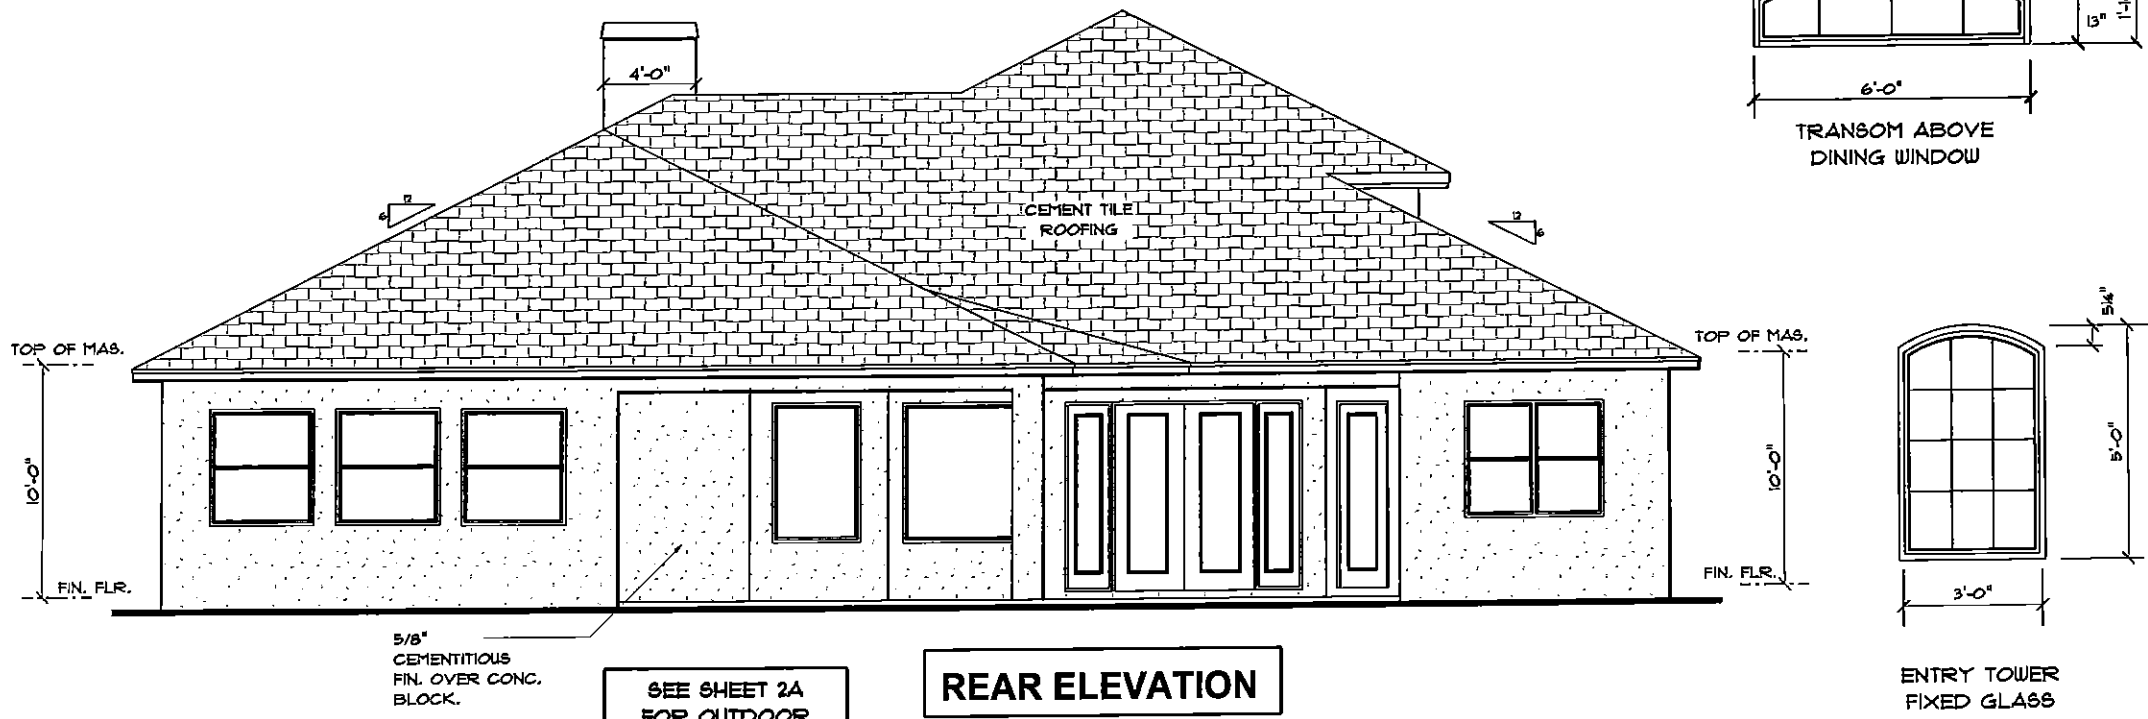 4'-0"
13"
6'-0"
TRANSOM ABOVE
DINING WINDOW
12
6
CEMENT TILE
ROOFING
12
6
TOP OF MAS.
10'-0"
FIN. FLR.
TOP OF MAS.
10'-0"
FIN. FLR.
5'-0"
3'-0"
ENTRY TOWER
FIXED GLASS
5/8"
CEMENTITIOUS
FIN. OVER CONC.
BLOCK.
SEE SHEET 2A
FOR OUTDOOR
REAR ELEVATION